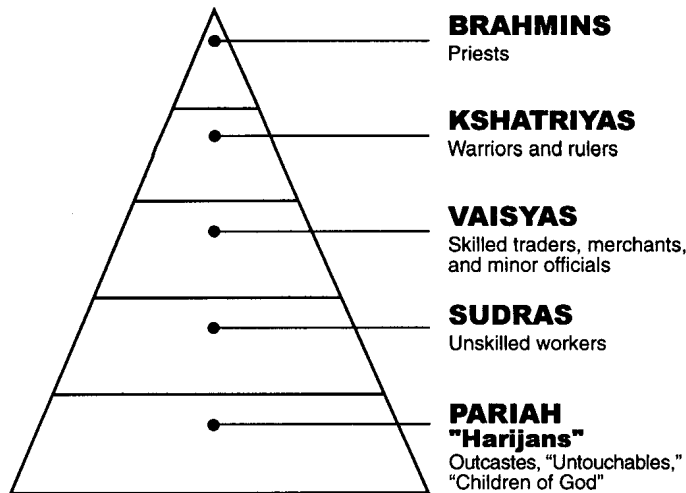 BRAHMINS
Priests
KSHATRIYAS
Warriors and rulers
VAISYAS
Skilled traders, merchants,
and minor officials
SUDRAS
Unskilled workers
PARIAH
"Harijans"
Outcastes, “Untouchables,”
“Children of God”